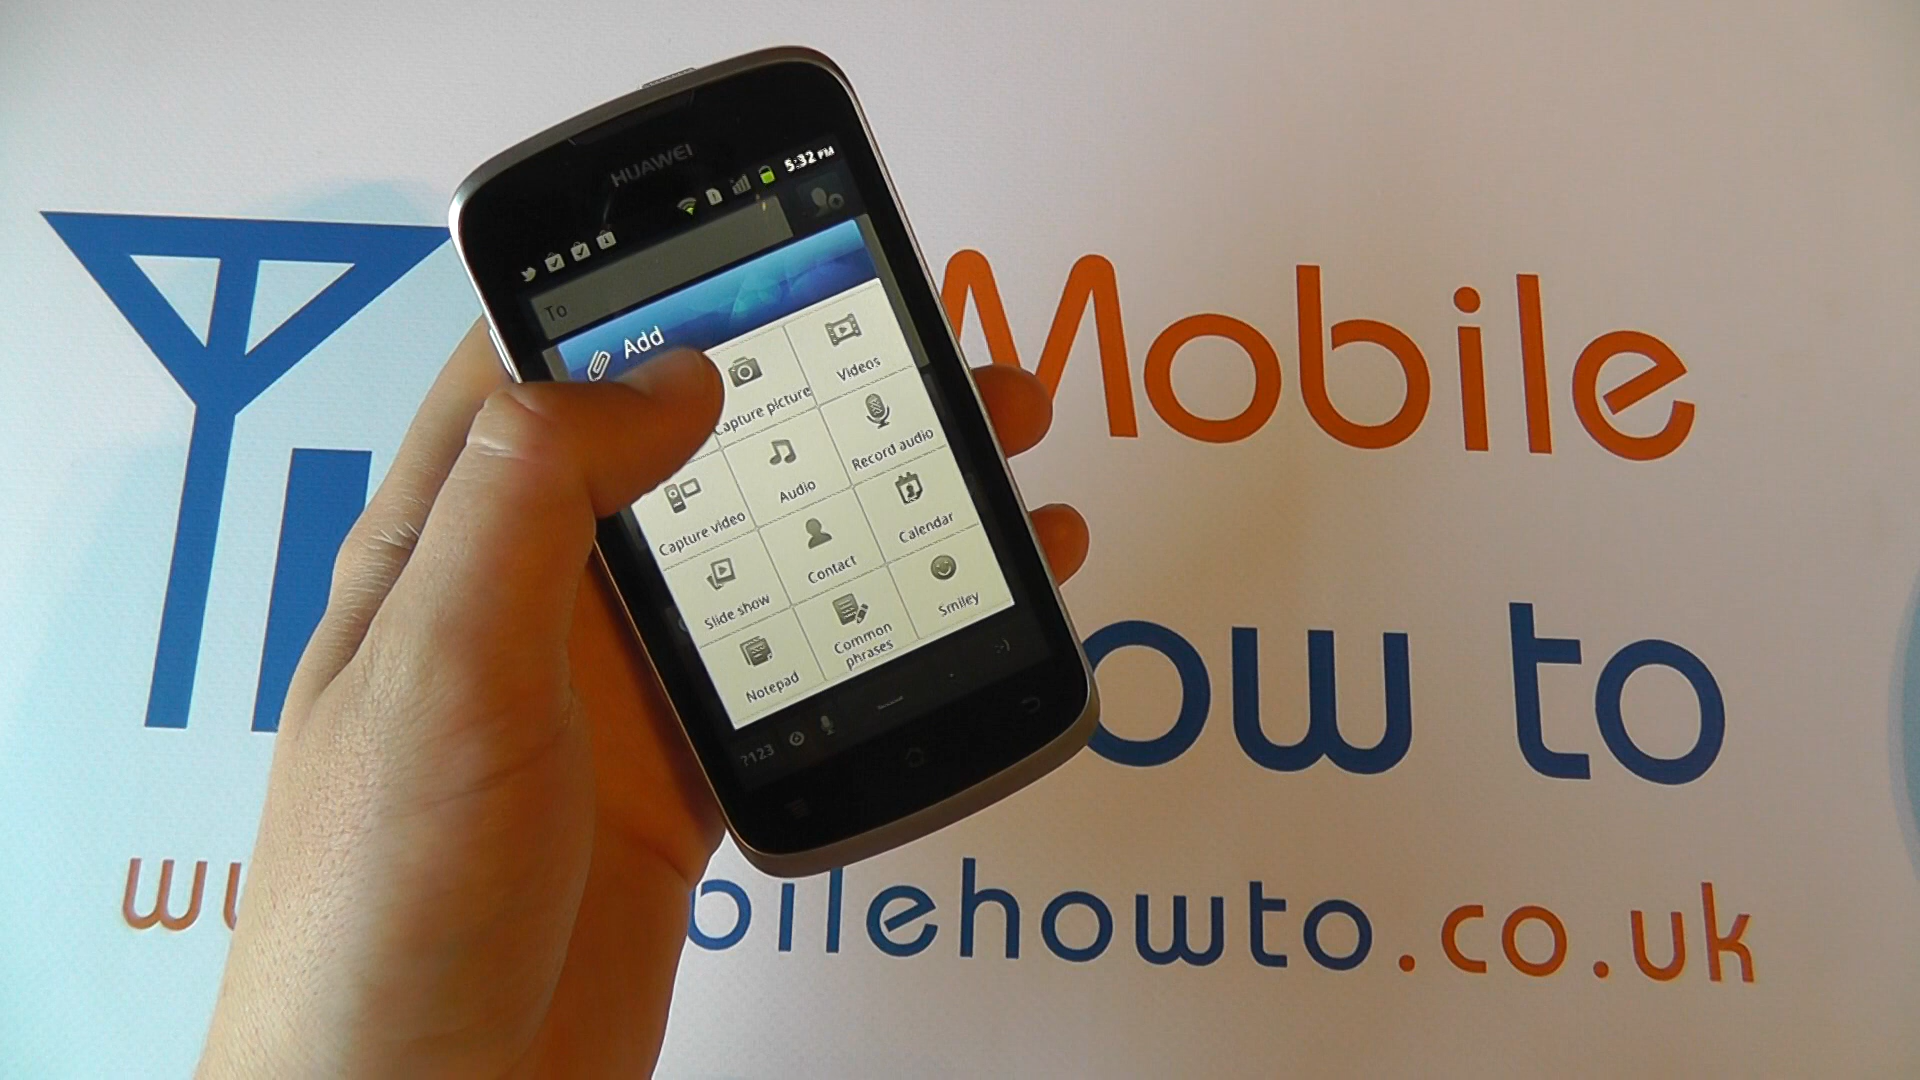 HUAWEI
5:32 PM
To
Add
Capture picture
Videos
Capture video
Audio
Record audio
Slide show
Contact
Calendar
Notepad
Common
phrases
Smiley
?123
:-)
Mobile
ow to
bilehowto.co.uk